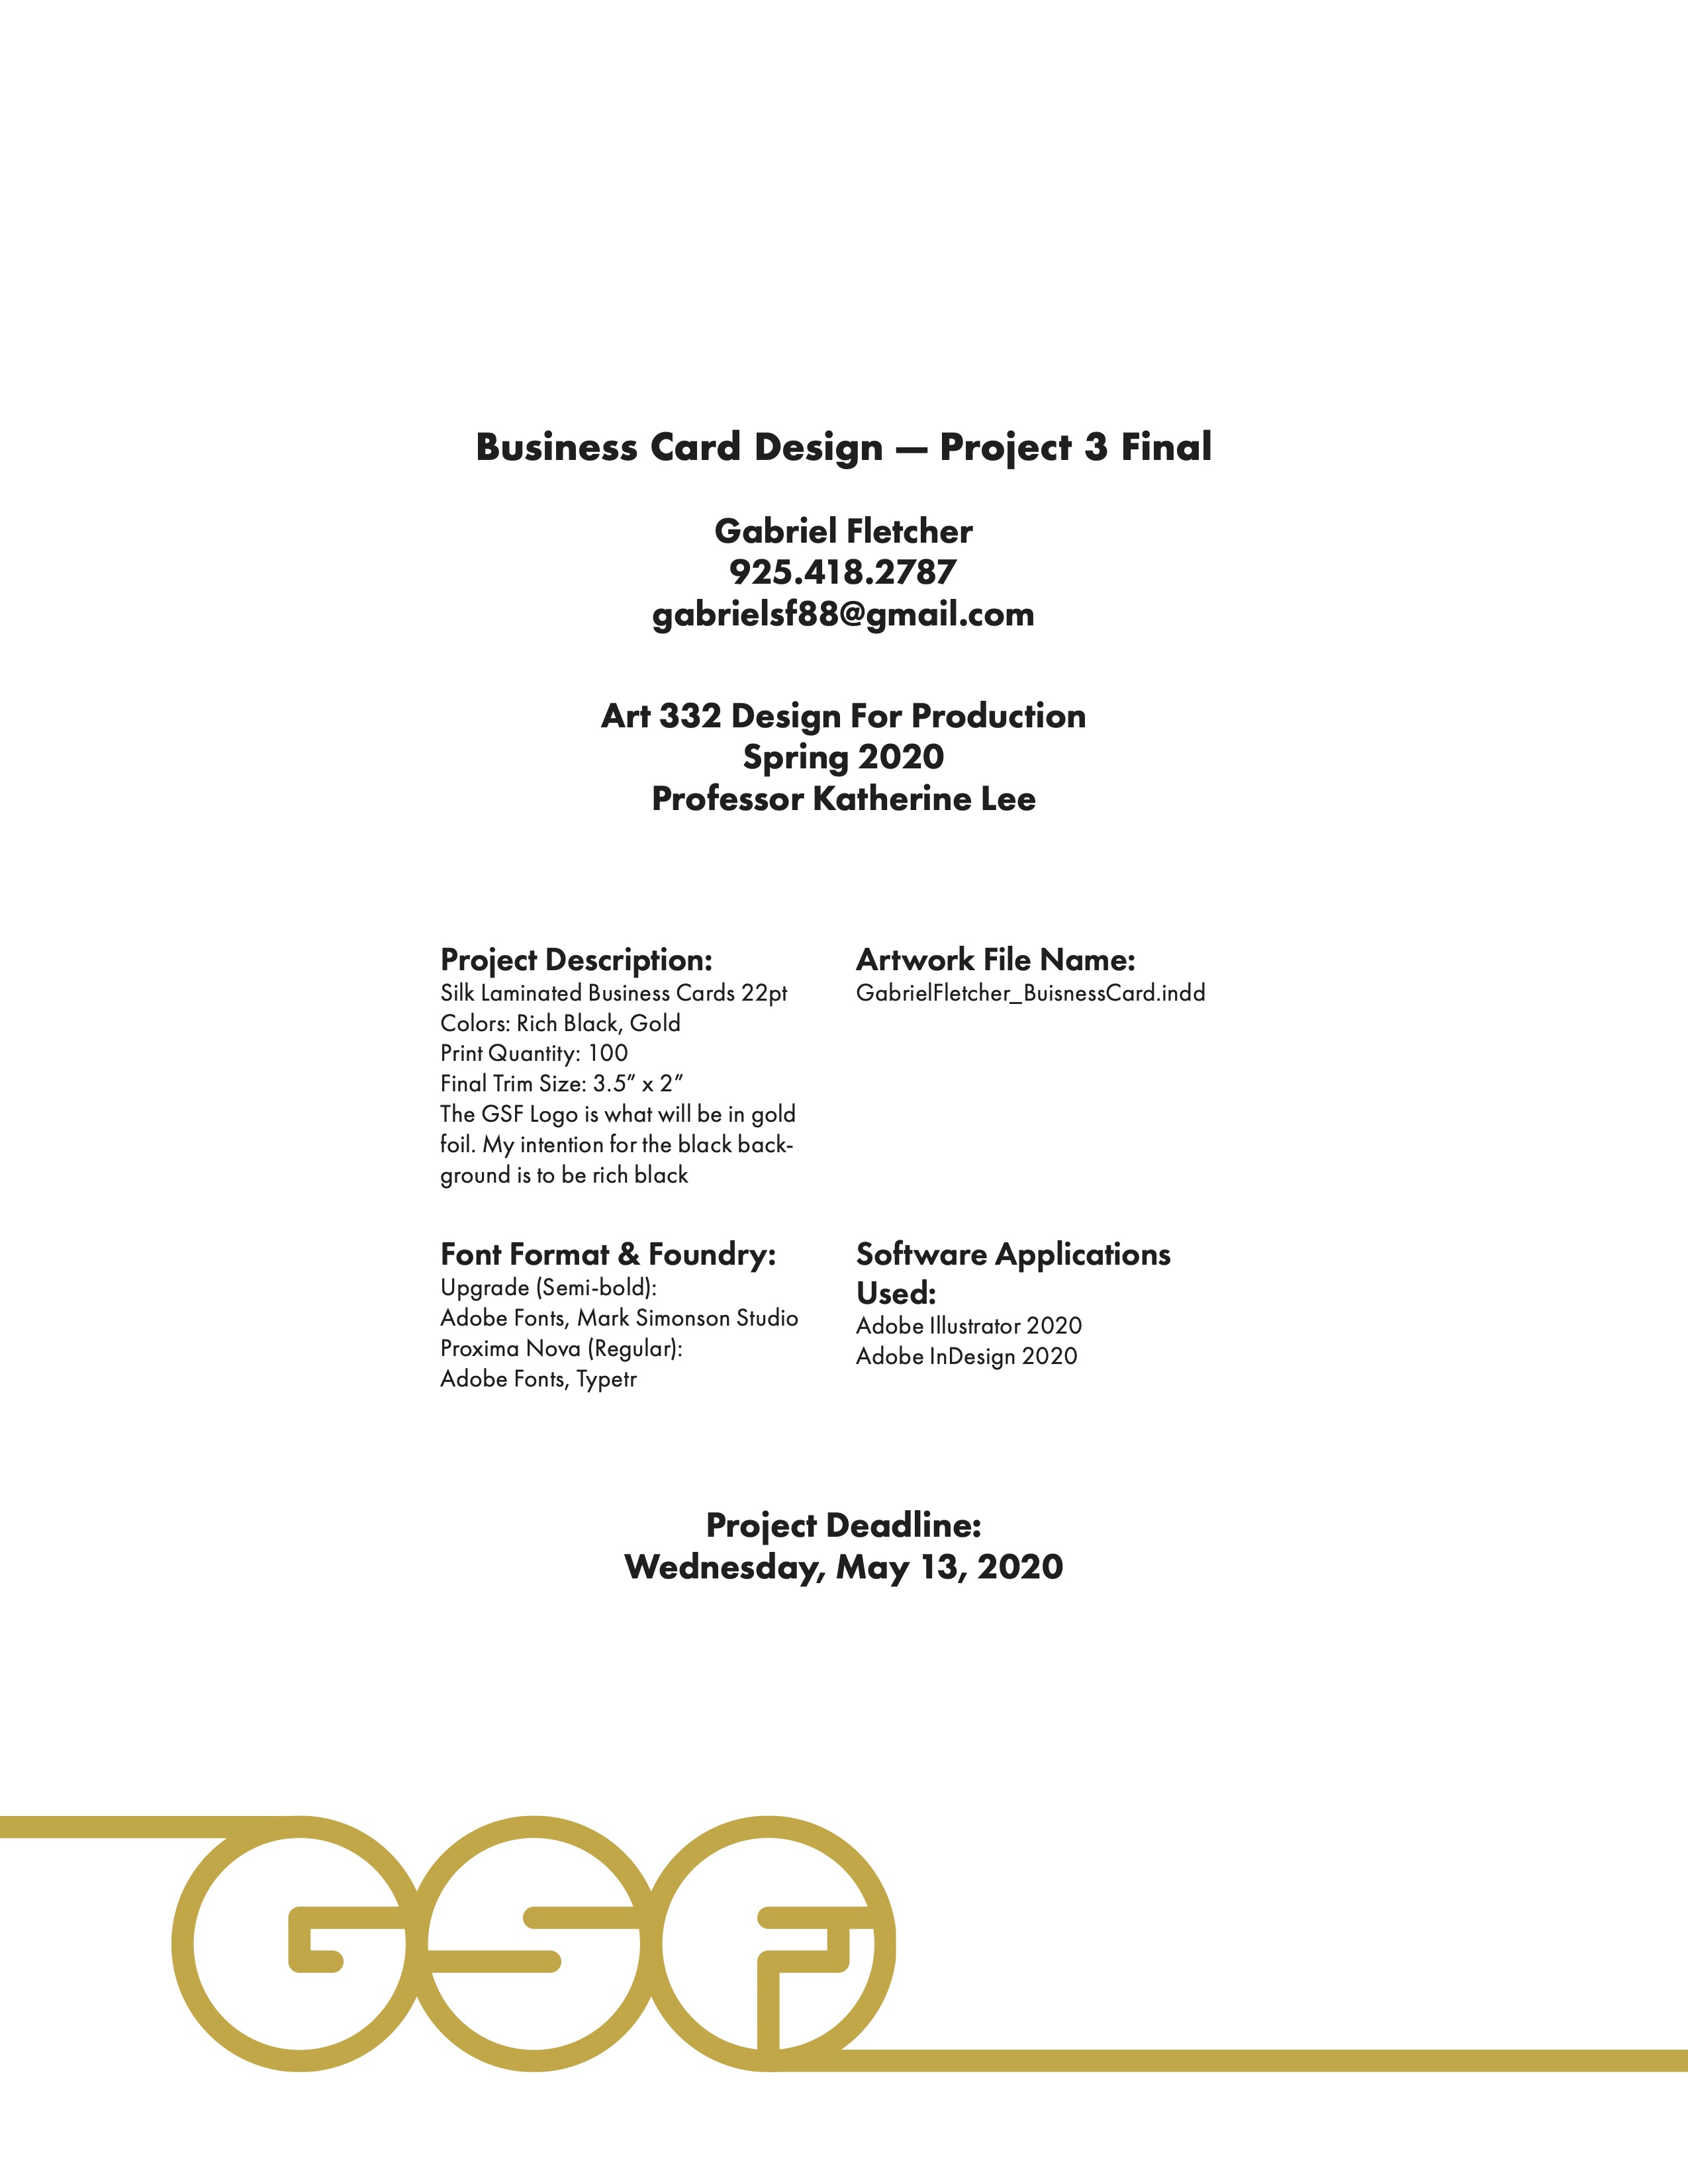 Business Card Design — Project 3 Final
Gabriel Fletcher
925.418.2787
gabrielsf88@gmail.com
Art 332 Design For Production
Spring 2020
Professor Katherine Lee
Project Description:
Silk Laminated Business Cards 22pt
Colors: Rich Black, Gold
Print Quantity: 100
Final Trim Size: 3.5” x 2”
The GSF Logo is what will be in gold
foil. My intention for the black back-
ground is to be rich black
Artwork File Name:
GabrielFletcher_BuisnessCard.indd
Font Format & Foundry:
Upgrade (Semi-bold):
Adobe Fonts, Mark Simonson Studio
Proxima Nova (Regular):
Adobe Fonts, Typetr
Software Applications
Used:
Adobe Illustrator 2020
Adobe InDesign 2020
Project Deadline:
Wednesday, May 13, 2020
GSF